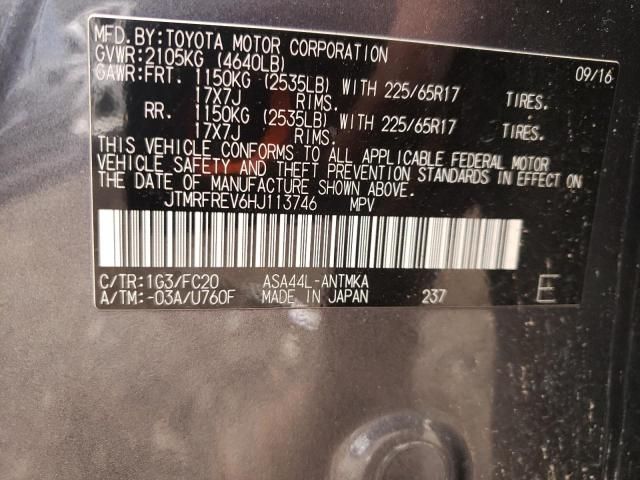 MFD.BY:TOYOTA MOTOR CORPORATION 09/16
GVWR:2105KG (4640LB)
GAWR:FRT. 1150KG (2535LB) WITH 225/65R17 TIRES.
17X7J RIMS.
RR. 1150KG (2535LB) WITH 225/65R17 TIRES.
17X7J RIMS.
THIS VEHICLE CONFORMS TO ALL APPLICABLE FEDERAL MOTOR
VEHICLE SAFETY AND THEFT PREVENTION STANDARDS IN EFFECT ON
THE DATE OF MANUFACTURE SHOWN ABOVE.
JTMRFREV6HJ113746 MPV
C/TR:1G3/FC20 ASA44L-ANTMKA
A/TM:-03A/U760F MADE IN JAPAN 237 E